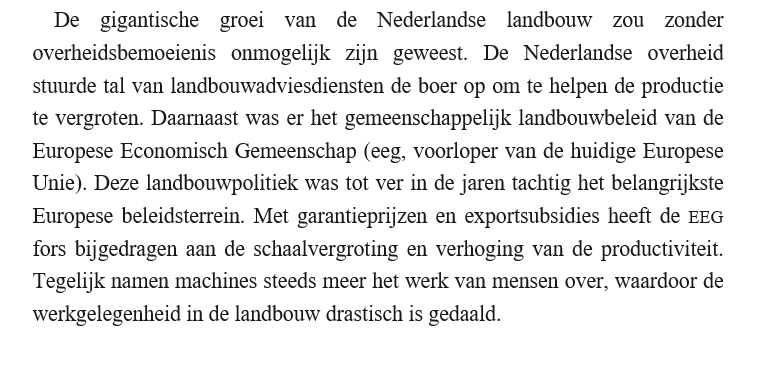 De gigantische groei van de Nederlandse landbouw zou zonder
overheidsbemoeienis onmogelijk zijn geweest. De Nederlandse overheid
stuurde tal van landbouwadviesdiensten de boer op om te helpen de productie
te vergroten. Daarnaast was er het gemeenschappelijk landbouwbeleid van de
Europese Economisch Gemeenschap (eeg, voorloper van de huidige Europese
Unie). Deze landbouwpolitiek was tot ver in de jaren tachtig het belangrijkste
Europese beleidsterrein. Met garantieprijzen en exportsubsidies heeft de EEG
fors bijgedragen aan de schaalvergroting en verhoging van de productiviteit.
Tegelijk namen machines steeds meer het werk van mensen over, waardoor de
werkgelegenheid in de landbouw drastisch is gedaald.